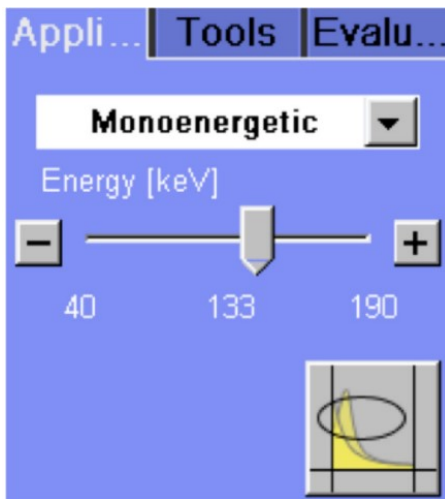 Appli... Tools Evalu...
Monoenergetic
Energy [keV]
− +
40 133 190